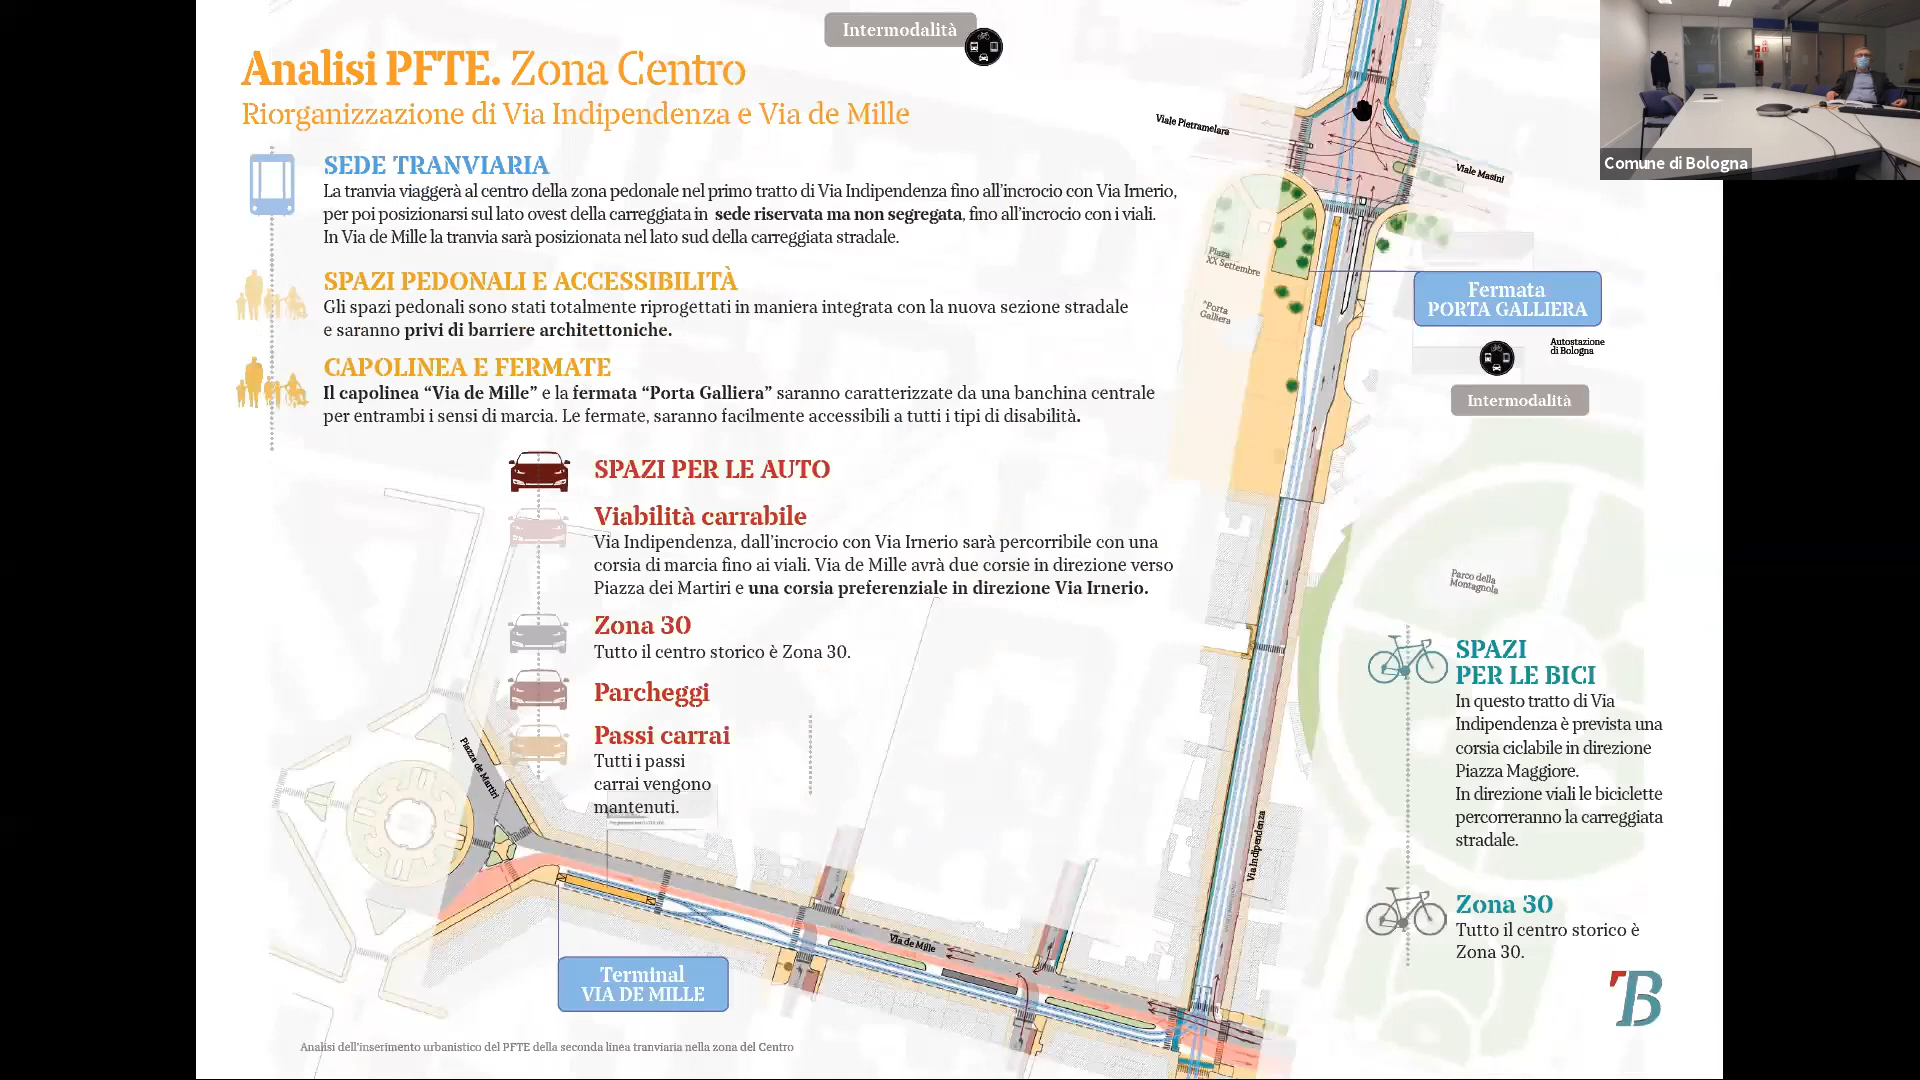 Intermodalità
Analisi PFTE. Zona Centro
Riorganizzazione di Via Indipendenza e Via de Mille
SEDE TRANVIARIA
La tranvia viaggerà al centro della zona pedonale nel primo tratto di Via Indipendenza fino all'incrocio con Via Irnerio,
per poi posizionarsi sul lato ovest della carreggiata in sede riservata ma non segregata, fino all'incrocio con i viali.
In Via de Mille la tranvia sarà posizionata nel lato sud della carreggiata stradale.
SPAZI PEDONALI E ACCESSIBILITÀ
Gli spazi pedonali sono stati totalmente riprogettati in maniera integrata con la nuova sezione stradale
e saranno privi di barriere architettoniche.
CAPOLINEA E FERMATE
Il capolinea “Via de Mille” e la fermata “Porta Galliera” saranno caratterizzate da una banchina centrale
per entrambi i sensi di marcia. Le fermate, saranno facilmente accessibili a tutti i tipi di disabilità.
SPAZI PER LE AUTO
Viabilità carrabile
Via Indipendenza, dall'incrocio con Via Irnerio sarà percorribile con una
corsia di marcia fino ai viali. Via de Mille avrà due corsie in direzione verso
Piazza dei Martiri e una corsia preferenziale in direzione Via Irnerio.
Zona 30
Tutto il centro storico è Zona 30.
Parcheggi
Passi carrai
Tutti i passi
carrai vengono
mantenuti.
Viale Pietramelara
Viale Masini
Piazza
XX Settembre
"Porta
Galliera
Fermata
PORTA GALLIERA
Autostazione
di Bologna
Intermodalità
Parco della
Montagnola
SPAZI
PER LE BICI
In questo tratto di Via
Indipendenza è prevista una
corsia ciclabile in direzione
Piazza Maggiore.
In direzione viali le biciclette
percorreranno la carreggiata
stradale.
Zona 30
Tutto il centro storico è
Zona 30.
Piazza de Martiri
Via Indipendenza
Via de Mille
Terminal
VIA DE MILLE
Analisi dell'inserimento urbanistico del PFTE della seconda linea tranviaria nella zona del Centro
TB
Comune di Bologna